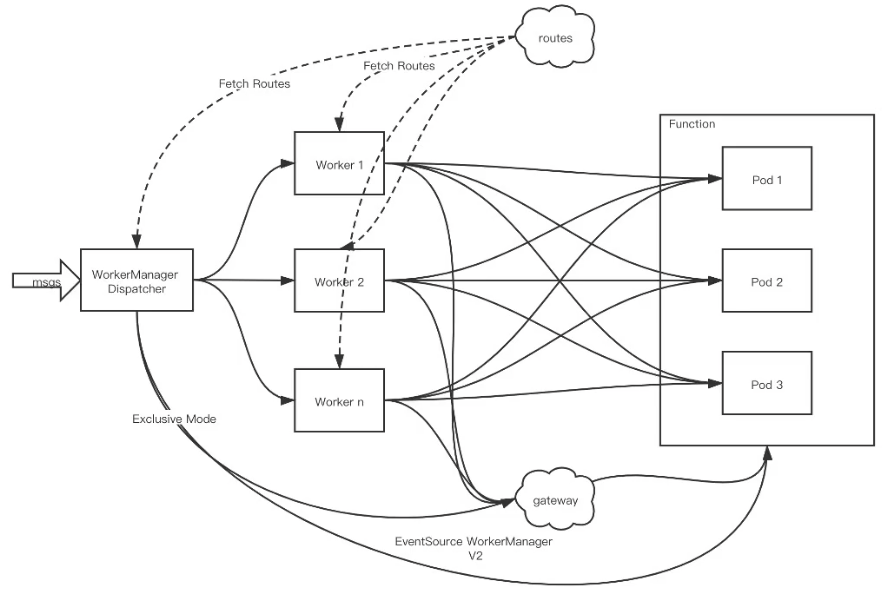 routes
Fetch Routes
Fetch Routes
Function
Worker 1
Pod 1
msgs
WorkerManager
Dispatcher
Worker 2
Pod 2
Worker n
Pod 3
Exclusive Mode
gateway
EventSource WorkerManager
V2